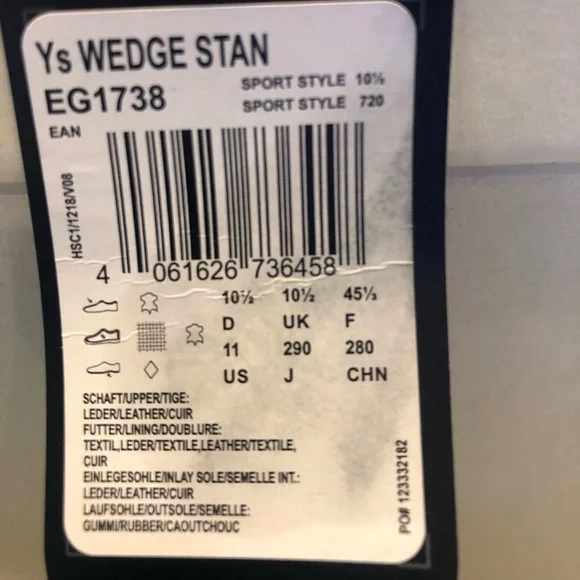 Ys WEDGE STAN
EG1738
SPORT STYLE 10½
SPORT STYLE 720
EAN
HSC1/1218/V08
4 061626 736458
10½ 10½ 45⅓
D UK F
11 290 280
US J CHN
SCHAFT/UPPER/TIGE:
LEDER/LEATHER/CUIR
FUTTER/LINING/DOUBLURE:
TEXTIL,LEDER/TEXTILE,LEATHER/TEXTILE,
CUIR
EINLEGESOHLE/INLAY SOLE/SEMELLE INT.:
LEDER/LEATHER/CUIR
LAUFSOHLE/OUTSOLE/SEMELLE:
GUMMI/RUBBER/CAOUTCHOUC
PO# 123332182